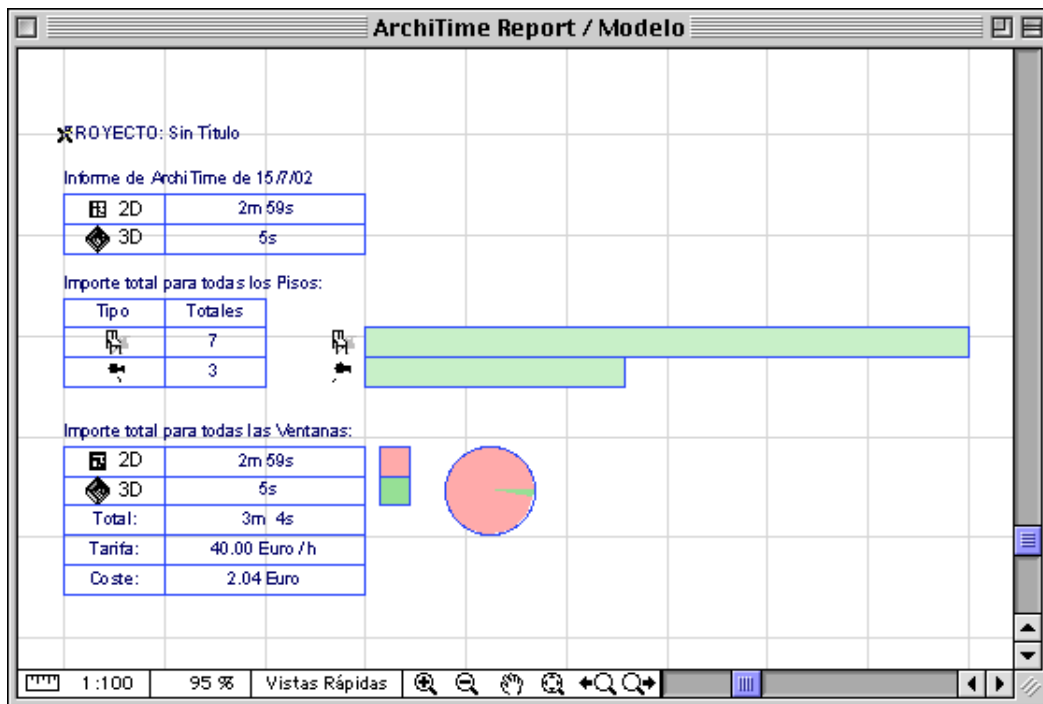 ArchiTime Report / Modelo
PROYECTO: Sin Título
Informe de ArchiTime de 15/7/02
2D 2m 59s
3D 5s
Importe total para todas los Pisos:
Tipo Totales
7
3
Importe total para todas las Ventanas:
2D 2m 59s
3D 5s
Total: 3m 4s
Tarifa: 40.00 Euro/h
Coste: 2.04 Euro
1:100 95 % Vistas Rápidas